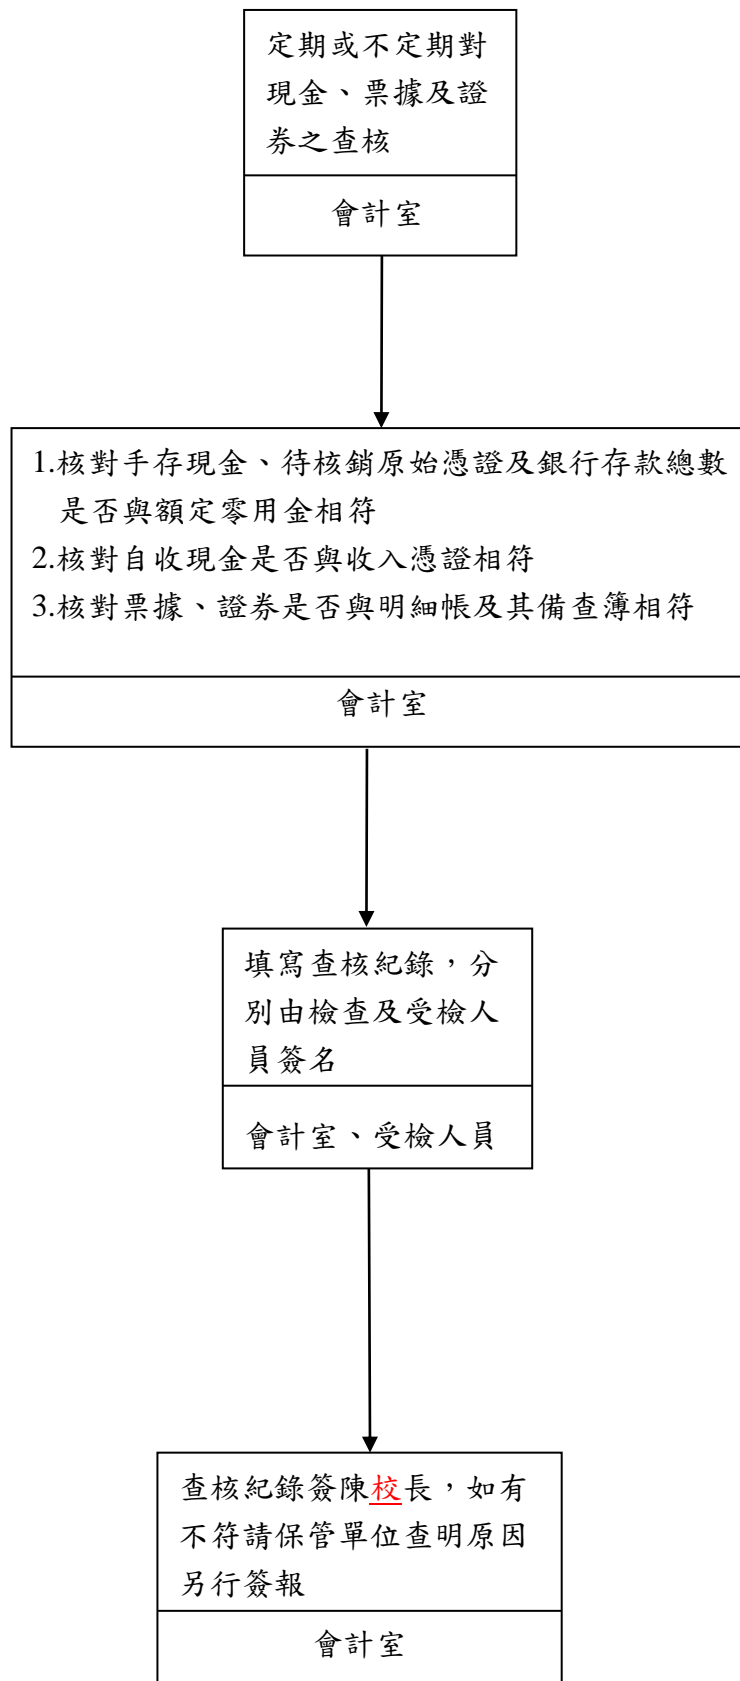 定期或不定期對
現金、票據及證
券之查核
會計室
1.核對手存現金、待核銷原始憑證及銀行存款總數
是否與額定零用金相符
2.核對自收現金是否與收入憑證相符
3.核對票據、證券是否與明細帳及其備查簿相符
會計室
填寫查核紀錄，分
別由檢查及受檢人
員簽名
會計室、受檢人員
查核紀錄簽陳校長，如有
不符請保管單位查明原因
另行簽報
會計室